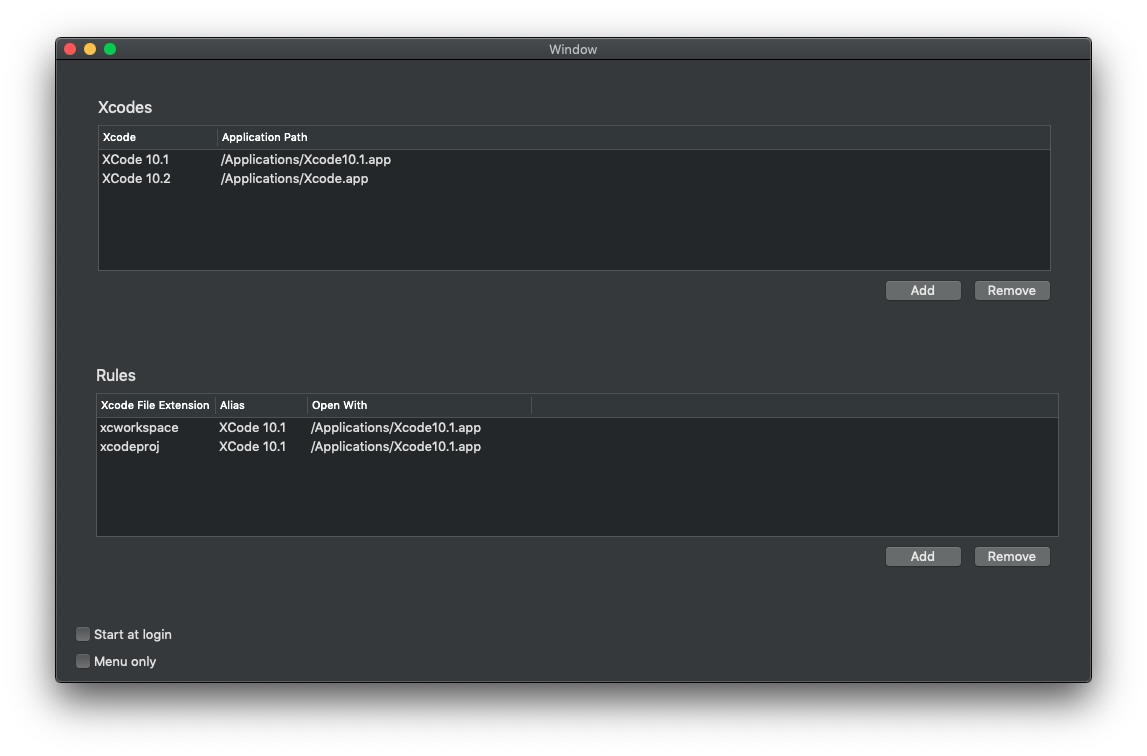 Window
Xcodes
Xcode Application Path
XCode 10.1 /Applications/Xcode10.1.app
XCode 10.2 /Applications/Xcode.app
Add Remove
Rules
Xcode File Extension Alias Open With
xcworkspace XCode 10.1 /Applications/Xcode10.1.app
xcodeproj XCode 10.1 /Applications/Xcode10.1.app
Add Remove
Start at login
Menu only